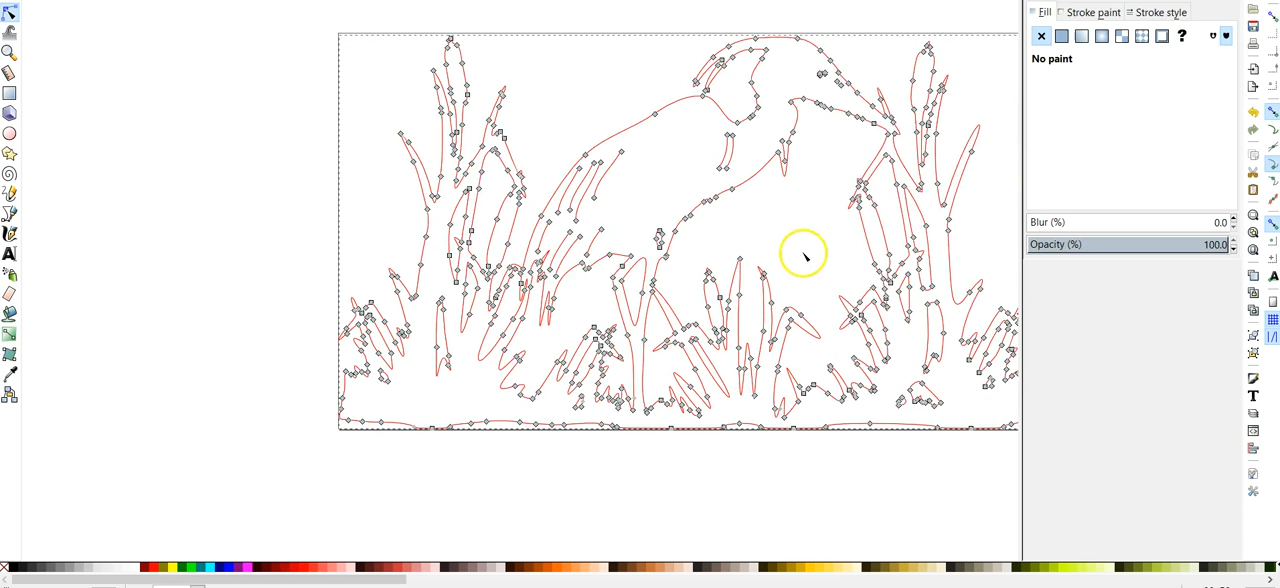 Fill Stroke paint Stroke style
?
No paint
Blur (%) 0.0
Opacity (%) 100.0